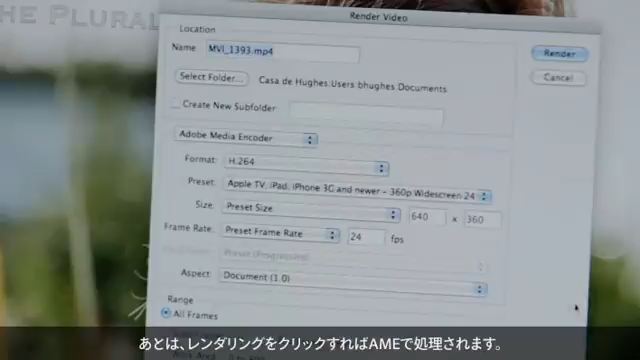 THE PLURAL
Render Video
Location
Name MVI_1393.mp4
Render
Select Folder... Casa de Hughes:Users bhughes Documents
Cancel
Create New Subfolder:
Adobe Media Encoder
Format: H.264
Preset: Apple TV, iPad, iPhone 3G and newer – 360p Widescreen 24
Size: Preset Size 640 x 360
Frame Rate: Preset Frame Rate 24 fps
Preset (Progressive)
Aspect: Document (1.0)
Range
All Frames
あとは、レンダリングをクリックすればAMEで処理されます。